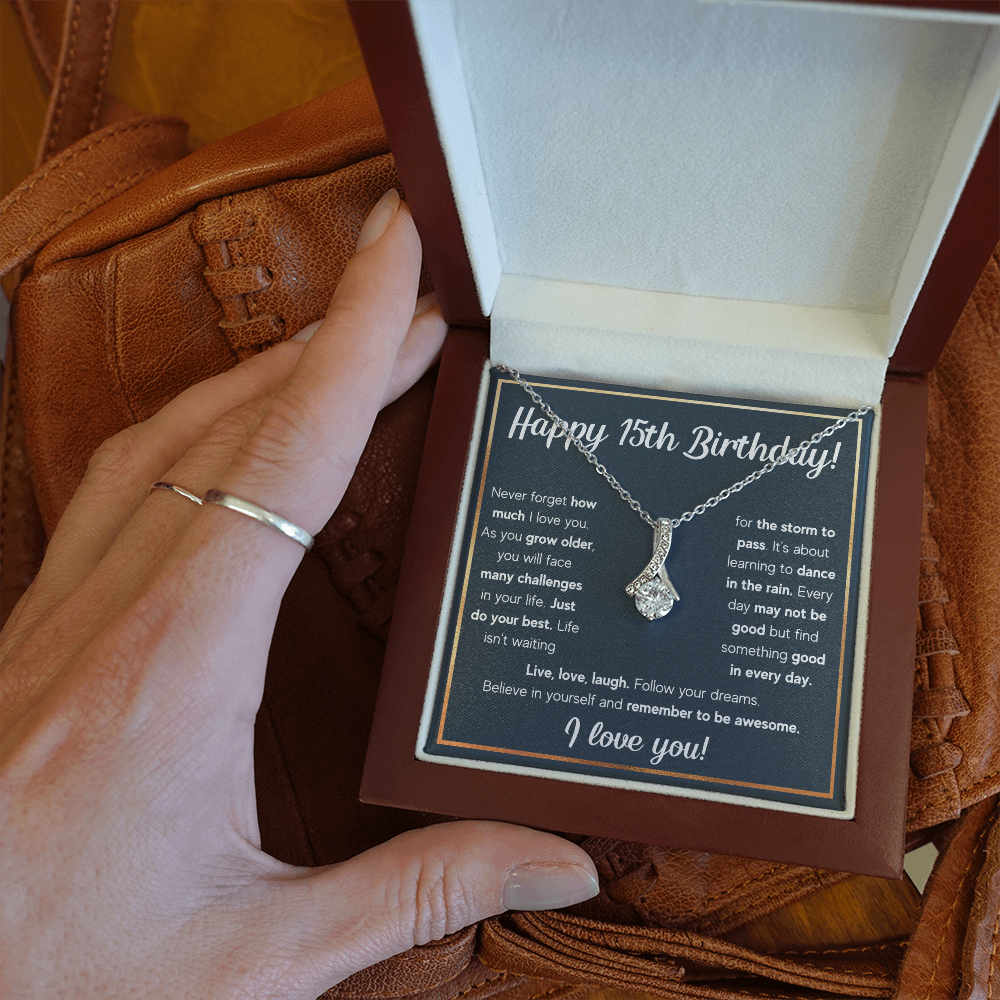 Happy 15th Birthday!
Never forget how
much I love you.
As you grow older,
you will face
many challenges
in your life. Just
do your best. Life
isn't waiting
for the storm to
pass. It's about
learning to dance
in the rain. Every
day may not be
good but find
something good
in every day.
Live, love, laugh. Follow your dreams.
Believe in yourself and remember to be awesome.
I love you!